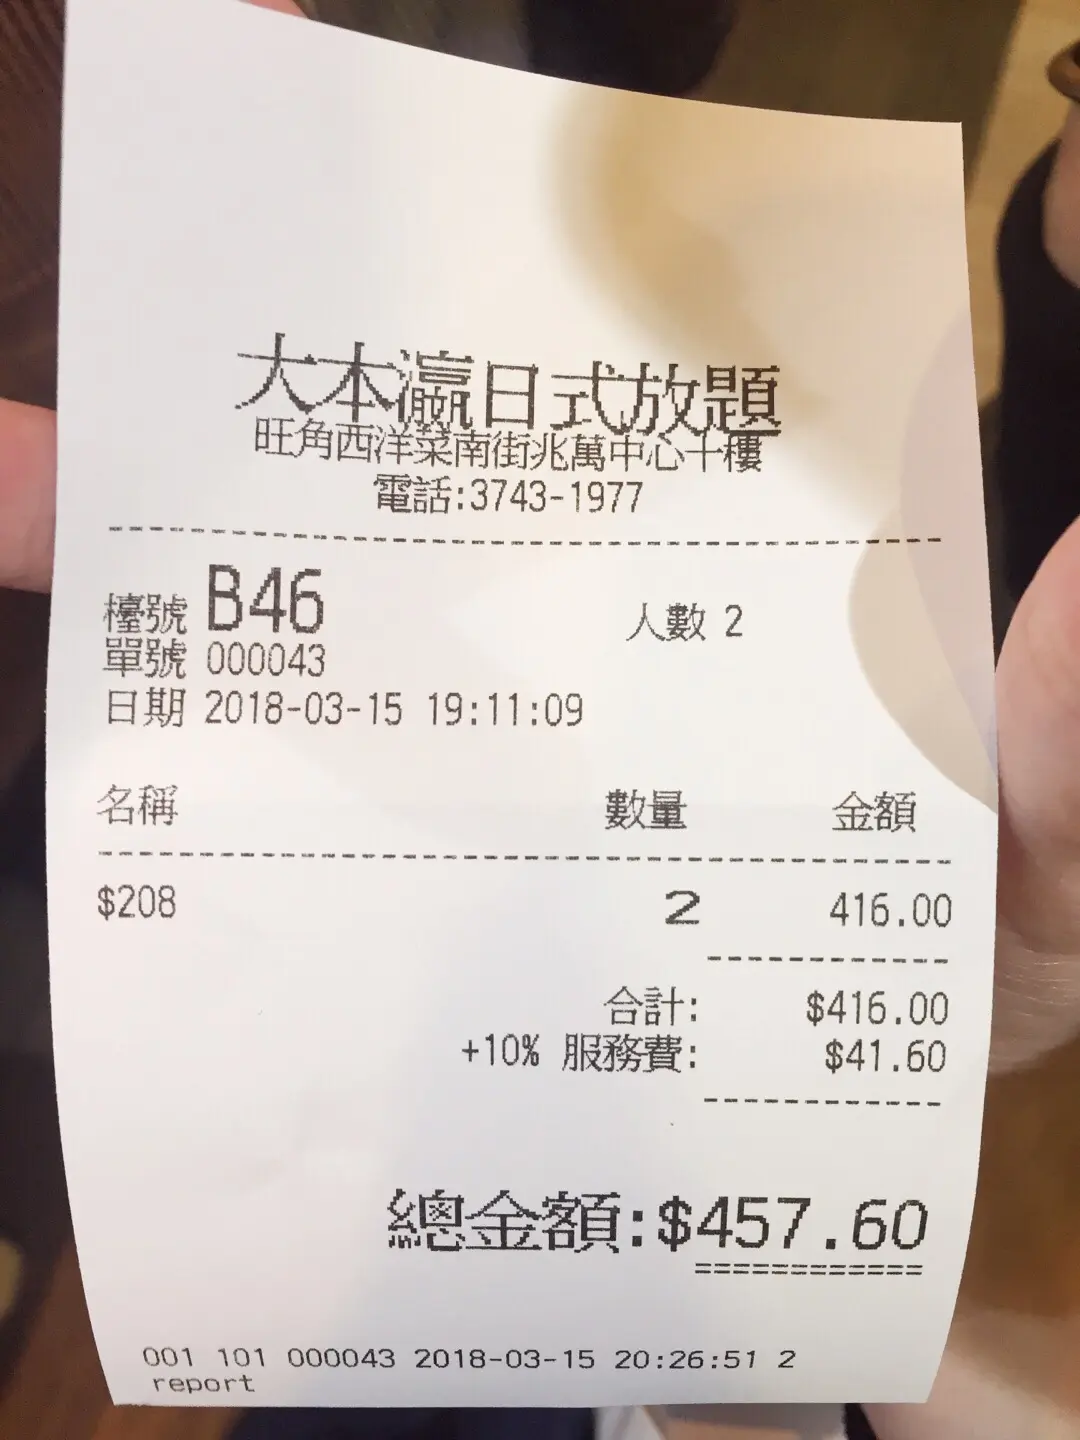 大本瀛日式放題
旺角西洋菜南街兆萬中心十樓
電話:3743-1977
檯號 B46 人數 2
單號 000043
日期 2018-03-15 19:11:09
名稱 數量 金額
$208 2 416.00
合計: $416.00
+10% 服務費: $41.60
總金額:$457.60
============
001 101 000043 2018-03-15 20:26:51 2
report